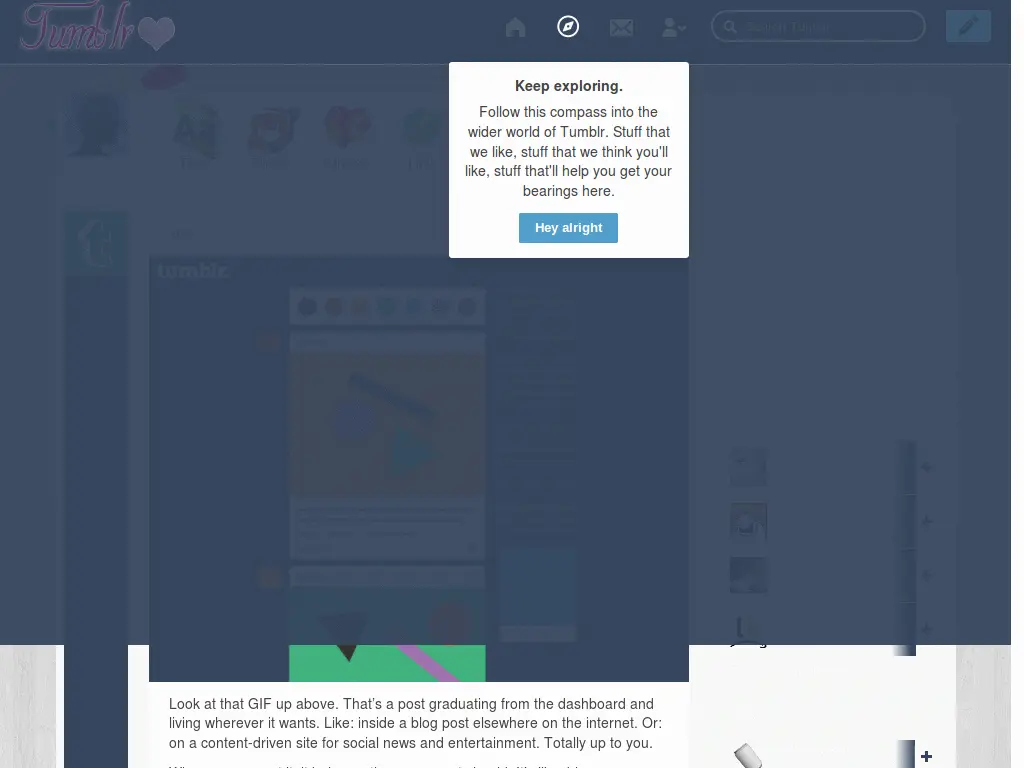 Tumblr
Search Tumblr
Keep exploring.
Follow this compass into the
wider world of Tumblr. Stuff that
we like, stuff that we think you'll
like, stuff that'll help you get your
bearings here.
Hey alright
tumblr.
Look at that GIF up above. That’s a post graduating from the dashboard and
living wherever it wants. Like: inside a blog post elsewhere on the internet. Or:
on a content-driven site for social news and entertainment. Totally up to you.